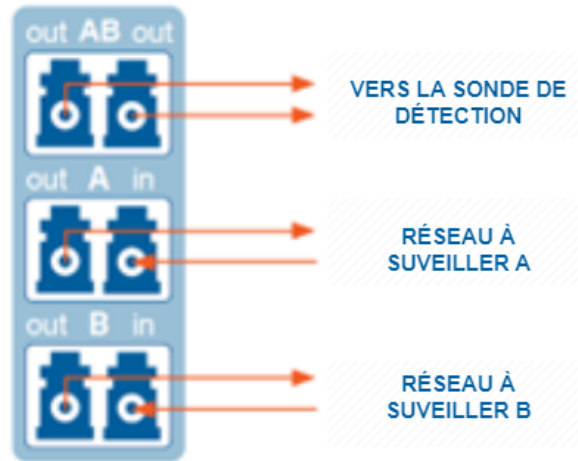 out AB out
VERS LA SONDE DE
DÉTECTION
out A in
RÉSEAU À
SUVEILLER A
out B in
RÉSEAU À
SUVEILLER B